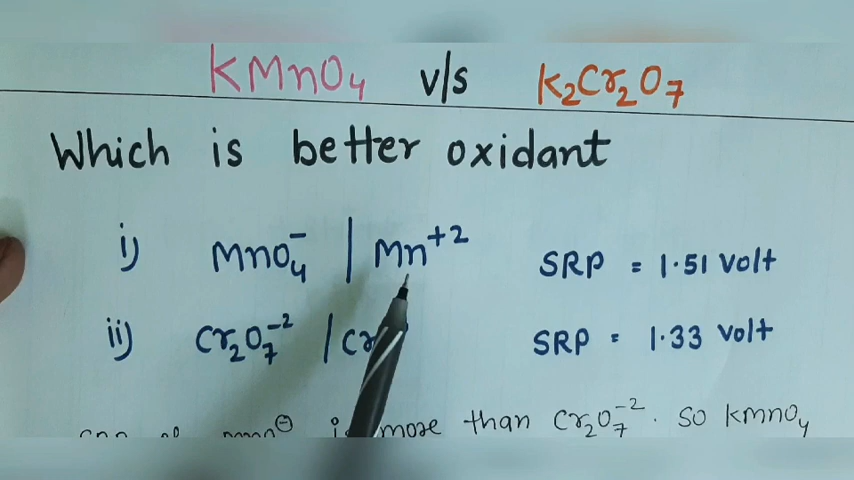 KMnO₄ v/s K₂Cr₂O₇
Which is better oxidant
i) MnO₄⁻ | Mn⁺² SRP = 1.51 Volt
ii) Cr₂O₇⁻² | Cr SRP = 1.33 Volt
more than Cr₂O₇⁻². So KMnO₄